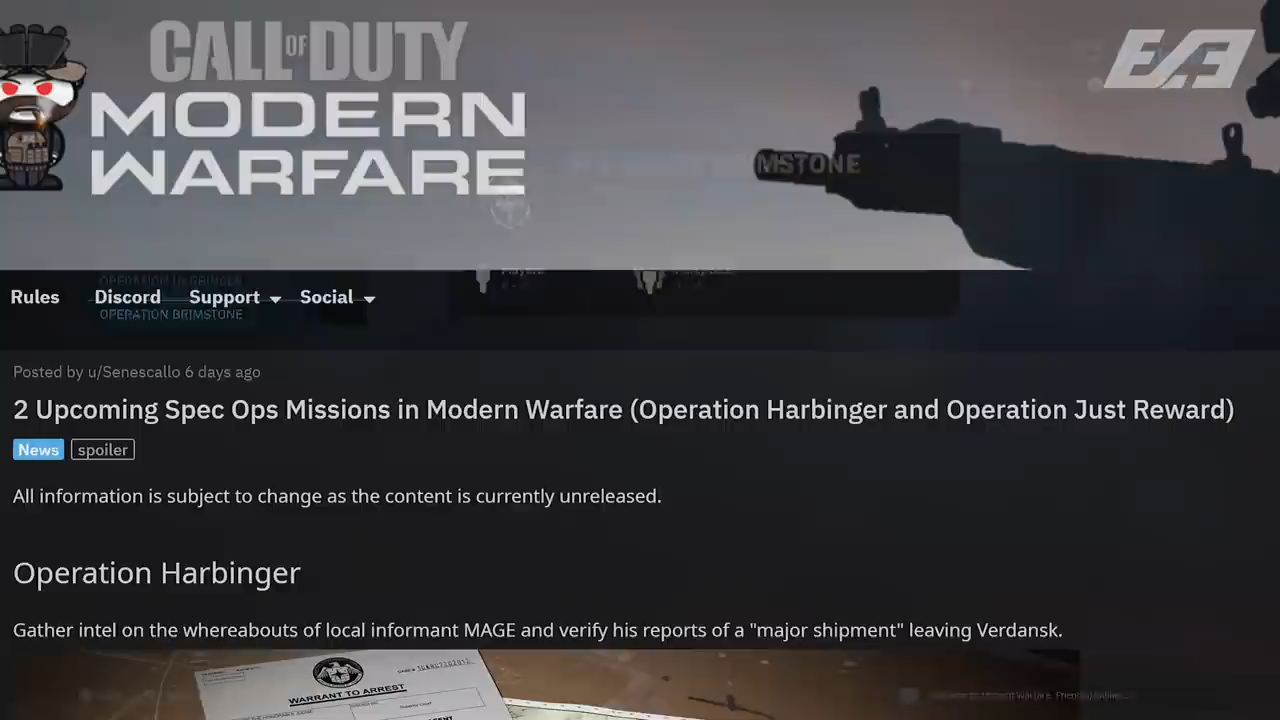 CALL OF DUTY
MODERN
WARFARE
MSTONE
Rules Discord Support Social
OPERATION BRIMSTONE
Posted by u/Senescallo 6 days ago
2 Upcoming Spec Ops Missions in Modern Warfare (Operation Harbinger and Operation Just Reward)
News spoiler
All information is subject to change as the content is currently unreleased.
Operation Harbinger
Gather intel on the whereabouts of local informant MAGE and verify his reports of a "major shipment" leaving Verdansk.
WARRANT TO ARREST